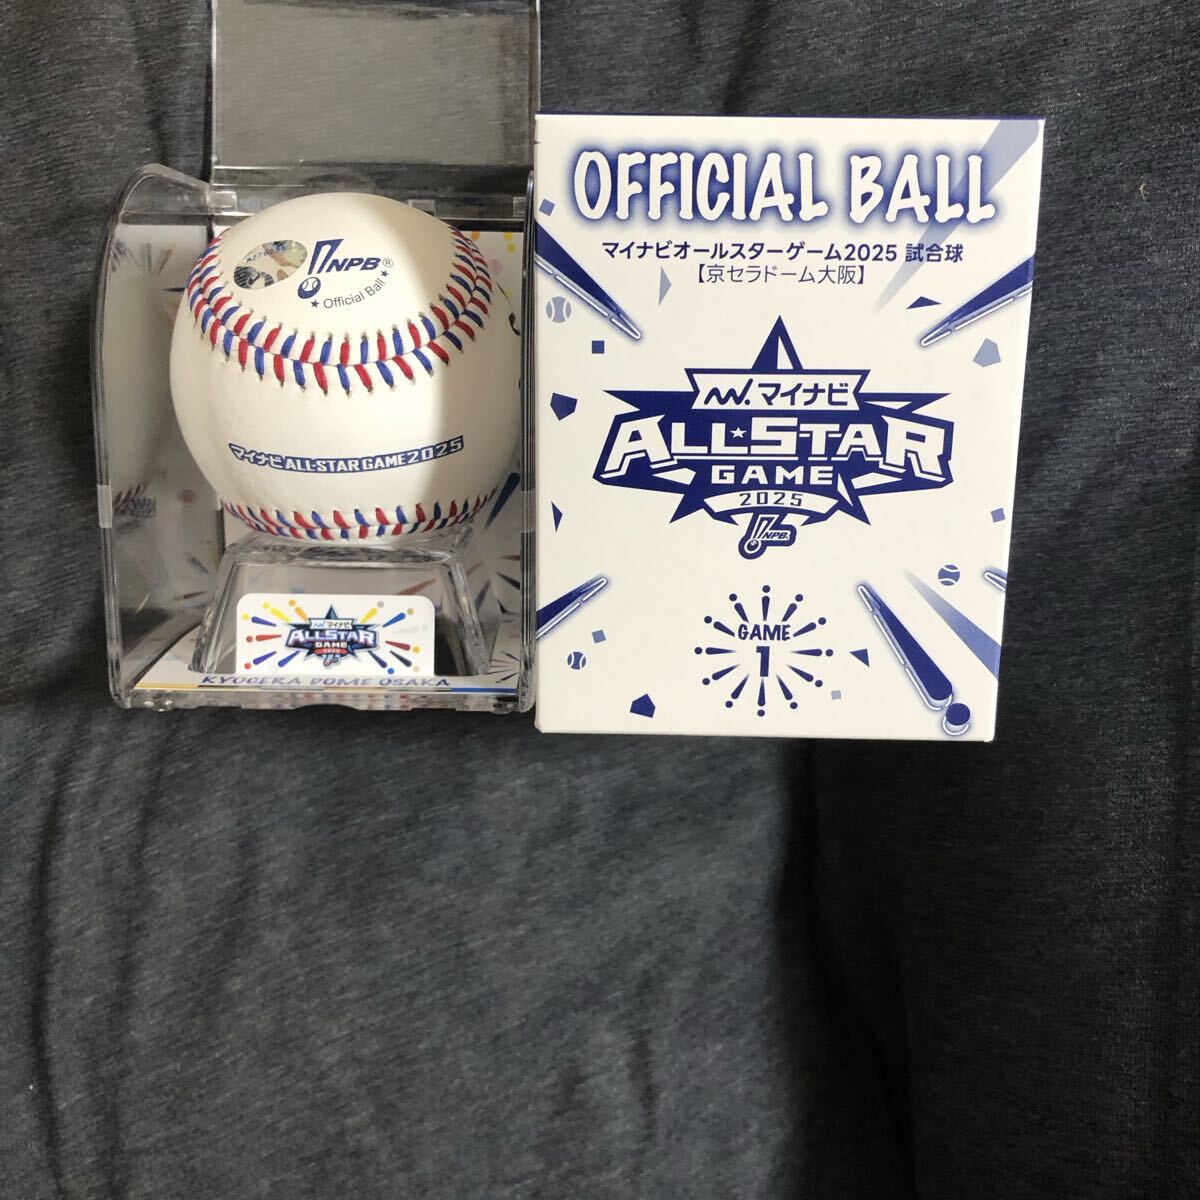 NPB®
★ Official Ball ★
マイナビ ALL★STAR GAME 2025
マイナビ
ALL★STAR
GAME
2025
KYOCERA DOME OSAKA
OFFICIAL BALL
マイナビオールスターゲーム2025 試合球
【京セラドーム大阪】
マイナビ
ALL★STAR
GAME
2025
NPB.
GAME
1